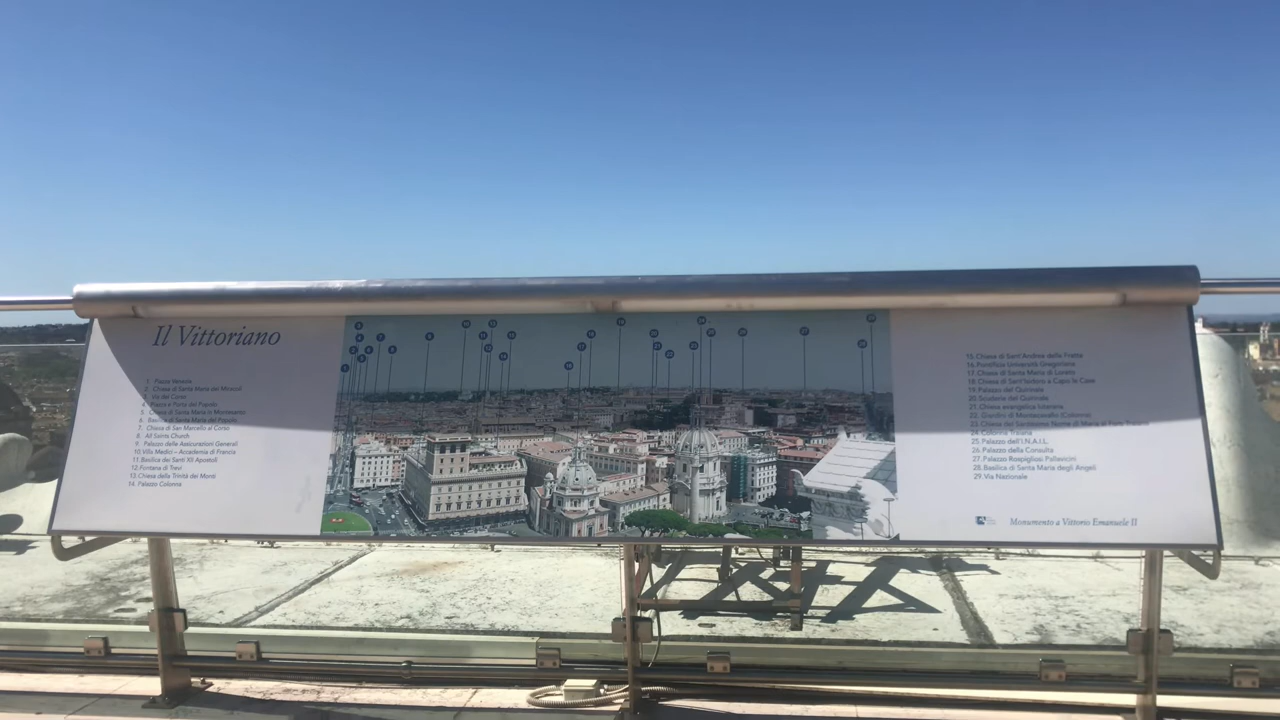 Il Vittoriano
1. Piazza Venezia
2. Chiesa di Santa Maria dei Miracoli
3. Via del Corso
4. Piazza e Porta del Popolo
5. Chiesa di Santa Maria in Montesanto
6. Basilica di Santa Maria del Popolo
7. Chiesa di San Marcello al Corso
8. All Saints Church
9. Palazzo delle Assicurazioni Generali
10. Villa Medici – Accademia di Francia
11. Basilica dei Santi XII Apostoli
12. Fontana di Trevi
13. Chiesa della Trinità dei Monti
14. Palazzo Colonna
15. Chiesa di Sant'Andrea delle Fratte
16. Pontificia Università Gregoriana
17. Chiesa di Santa Maria di Loreto
18. Chiesa di Sant'Isidoro a Capo le Case
19. Palazzo del Quirinale
20. Scuderie del Quirinale
21. Chiesa evangelica luterana
22. Giardini di Montecavallo (Colonna)
23. Chiesa del Santissimo Nome di Maria al Foro Traiano
24. Colonna Traiana
25. Palazzo dell'I.N.A.I.L.
26. Palazzo della Consulta
27. Palazzo Rospigliosi Pallavicini
28. Basilica di Santa Maria degli Angeli
29. Via Nazionale
Monumento a Vittorio Emanuele II